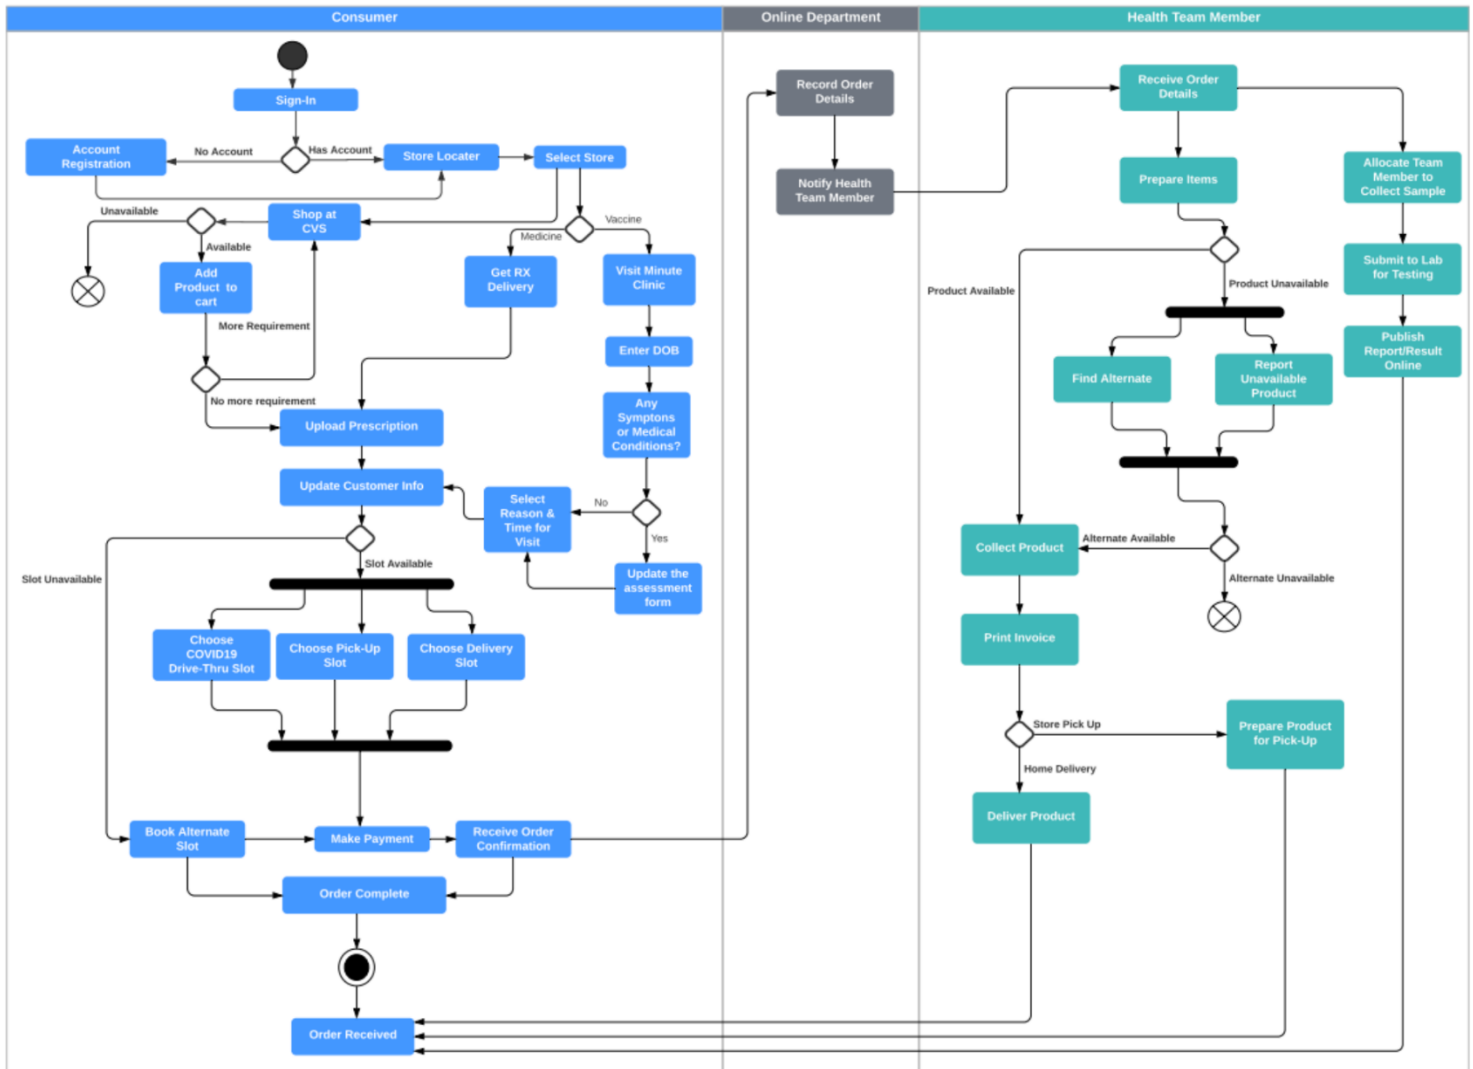 Consumer
Online Department
Health Team Member
Sign-In
No Account
Has Account
Account
Registration
Store Locater
Select Store
Unavailable
Shop at
CVS
Available
Medicine
Vaccine
Add
Product to
cart
Get RX
Delivery
Visit Minute
Clinic
More Requirement
Enter DOB
No more requirement
Upload Prescription
Any
Symptons
or Medical
Conditions?
Update Customer Info
Select
Reason &
Time for
Visit
No
Yes
Slot Unavailable
Slot Available
Update the
assessment
form
Choose
COVID19
Drive-Thru Slot
Choose Pick-Up
Slot
Choose Delivery
Slot
Book Alternate
Slot
Make Payment
Receive Order
Confirmation
Order Complete
Order Received
Record Order
Details
Notify Health
Team Member
Receive Order
Details
Prepare Items
Allocate Team
Member to
Collect Sample
Submit to Lab
for Testing
Product Available
Product Unavailable
Publish
Report/Result
Online
Find Alternate
Report
Unavailable
Product
Collect Product
Alternate Available
Alternate Unavailable
Print Invoice
Store Pick Up
Prepare Product
for Pick-Up
Home Delivery
Deliver Product